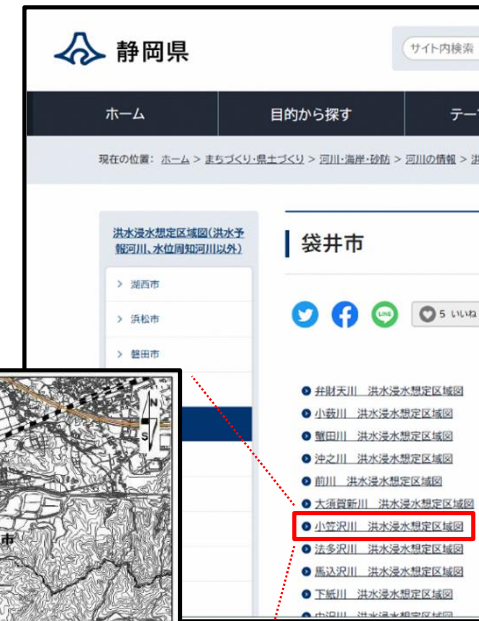 静岡県
サイト内検索
ホーム 目的から探す
現在の位置： ホーム > まちづくり・県土づくり > 河川・海岸・砂防 > 河川の情報 >
洪水浸水想定区域図（洪水予
報河川、水位周知河川以外）
袋井市
> 湖西市
> 浜松市
> 磐田市
LINE
5 いいね
弁財天川 洪水浸水想定区域図
小薮川 洪水浸水想定区域図
蟹田川 洪水浸水想定区域図
沖之川 洪水浸水想定区域図
前川 洪水浸水想定区域図
大須賀新川 洪水浸水想定区域図
小笠沢川 洪水浸水想定区域図
法多沢川 洪水浸水想定区域図
馬込沢川 洪水浸水想定区域図
下紙川 洪水浸水想定区域図
N
S
市